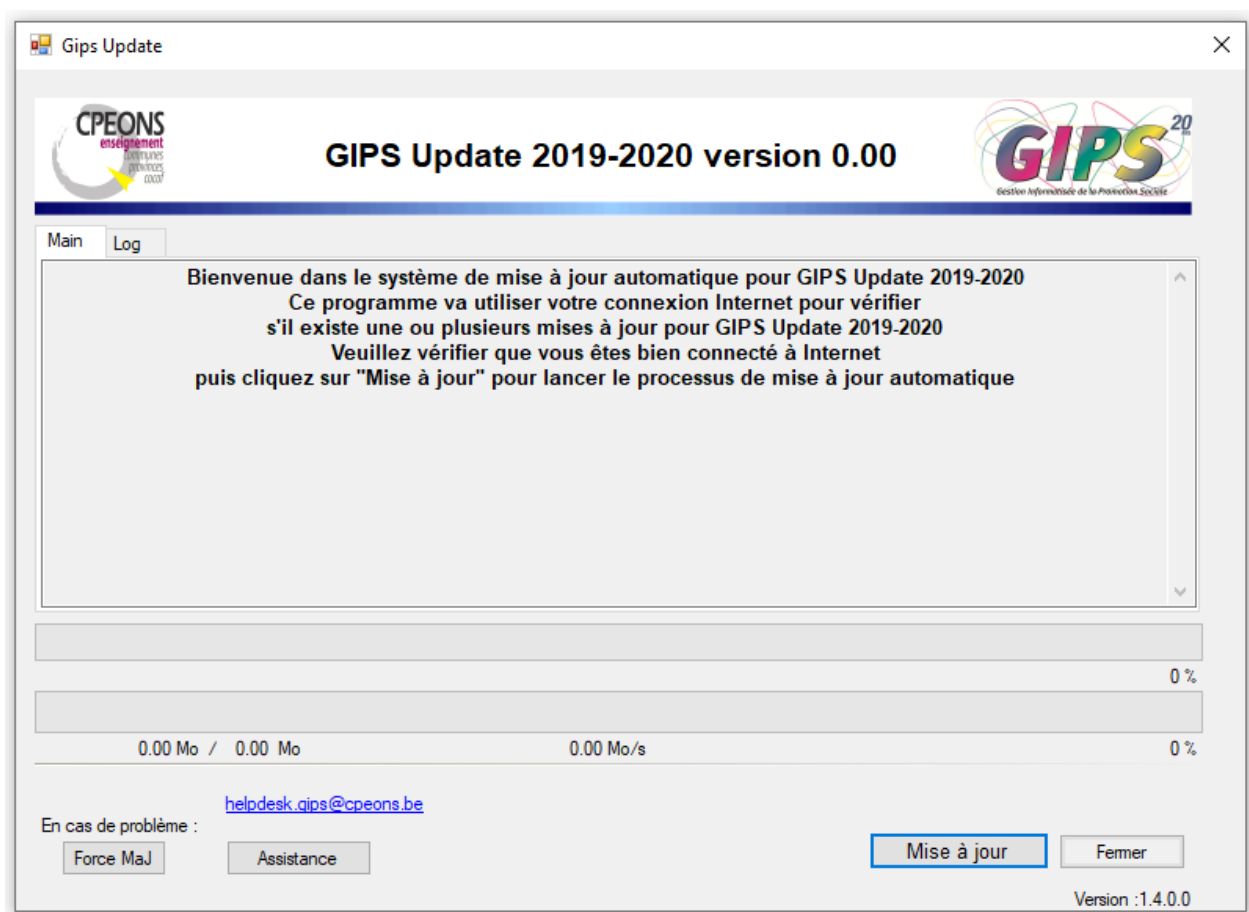 Gips Update
CPEONS
enseignement
communes
provinces
cocof
GIPS Update 2019-2020 version 0.00
GIPS 20
Gestion Informatisée de la Promotion Sociale
Main
Log
Bienvenue dans le système de mise à jour automatique pour GIPS Update 2019-2020
Ce programme va utiliser votre connexion Internet pour vérifier
s'il existe une ou plusieurs mises à jour pour GIPS Update 2019-2020
Veuillez vérifier que vous êtes bien connecté à Internet
puis cliquez sur "Mise à jour" pour lancer le processus de mise à jour automatique
0 %
0.00 Mo / 0.00 Mo 0.00 Mo/s 0 %
helpdesk.gips@cpeons.be
En cas de problème :
Force MaJ Assistance Mise à jour Fermer
Version :1.4.0.0